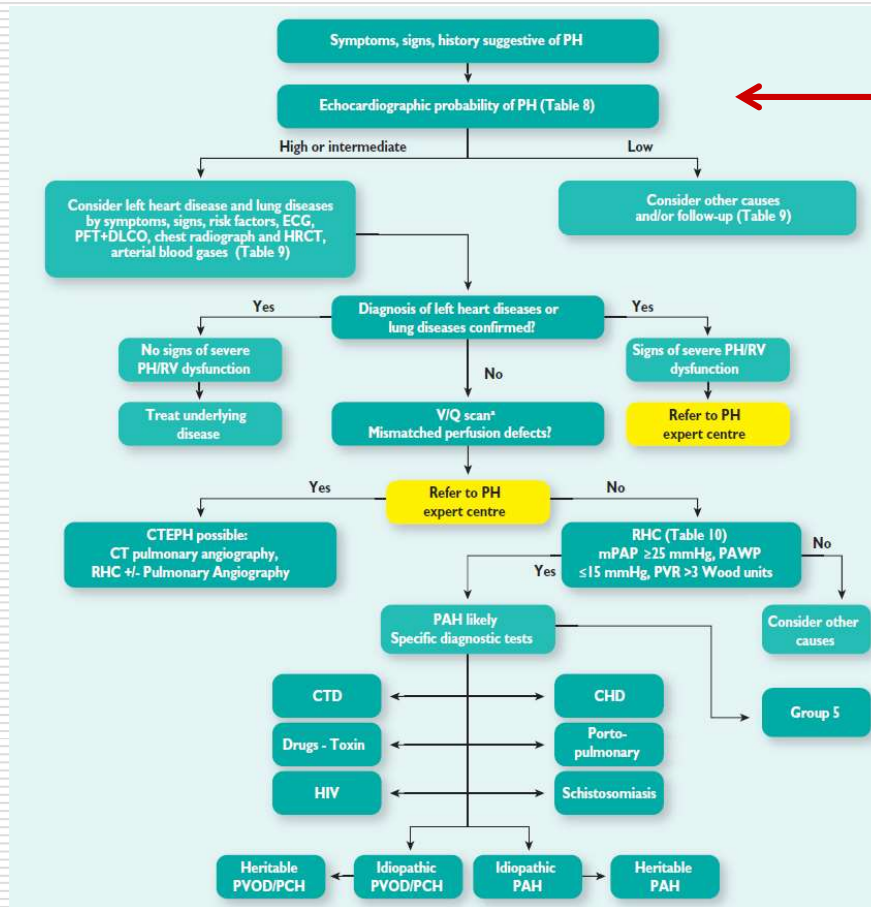 Symptoms, signs, history suggestive of PH
Echocardiographic probability of PH (Table 8)
High or intermediate
Low
Consider left heart disease and lung diseases
by symptoms, signs, risk factors, ECG,
PFT+DLCO, chest radiograph and HRCT,
arterial blood gases (Table 9)
Consider other causes
and/or follow-up (Table 9)
Yes
Diagnosis of left heart diseases or
lung diseases confirmed?
Yes
No signs of severe
PH/RV dysfunction
Signs of severe PH/RV
dysfunction
No
Treat underlying
disease
V/Q scanª
Mismatched perfusion defects?
Refer to PH
expert centre
Yes
Refer to PH
expert centre
No
CTEPH possible:
CT pulmonary angiography,
RHC +/- Pulmonary Angiography
RHC (Table 10)
mPAP ≥25 mmHg, PAWP
≤15 mmHg, PVR >3 Wood units
No
Yes
PAH likely
Specific diagnostic tests
Consider other
causes
CTD
CHD
Group 5
Drugs - Toxin
Porto-
pulmonary
HIV
Schistosomiasis
Heritable
PVOD/PCH
Idiopathic
PVOD/PCH
Idiopathic
PAH
Heritable
PAH